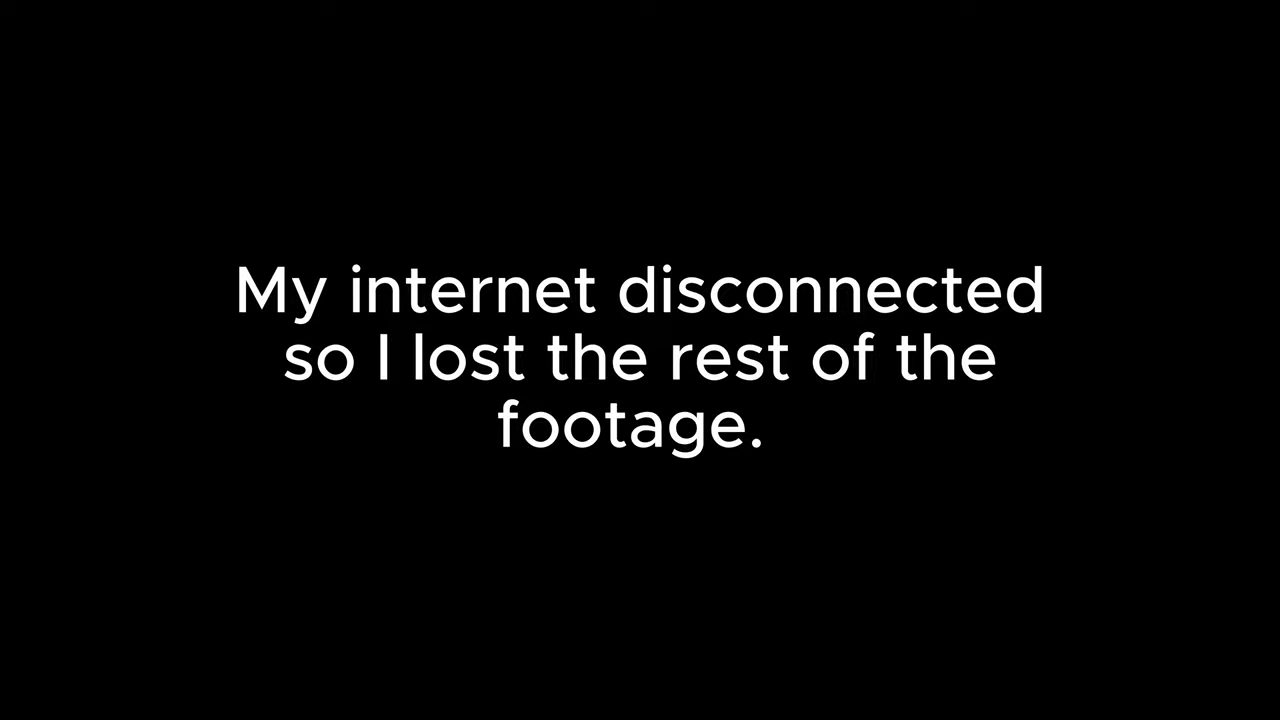 My internet disconnected
so I lost the rest of the
footage.